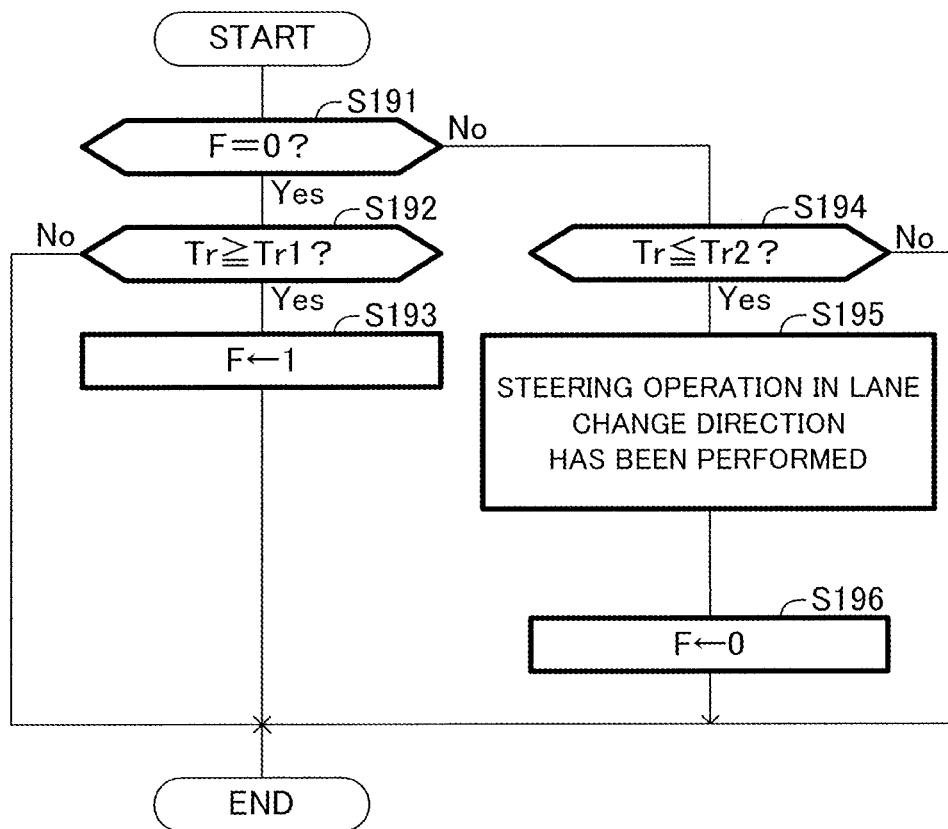 START
S191
F=0?
No
Yes
S192
No
Tr≧Tr1?
Yes
S193
F←1
S194
Tr≦Tr2?
No
Yes
S195
STEERING OPERATION IN LANE
CHANGE DIRECTION
HAS BEEN PERFORMED
S196
F←0
END